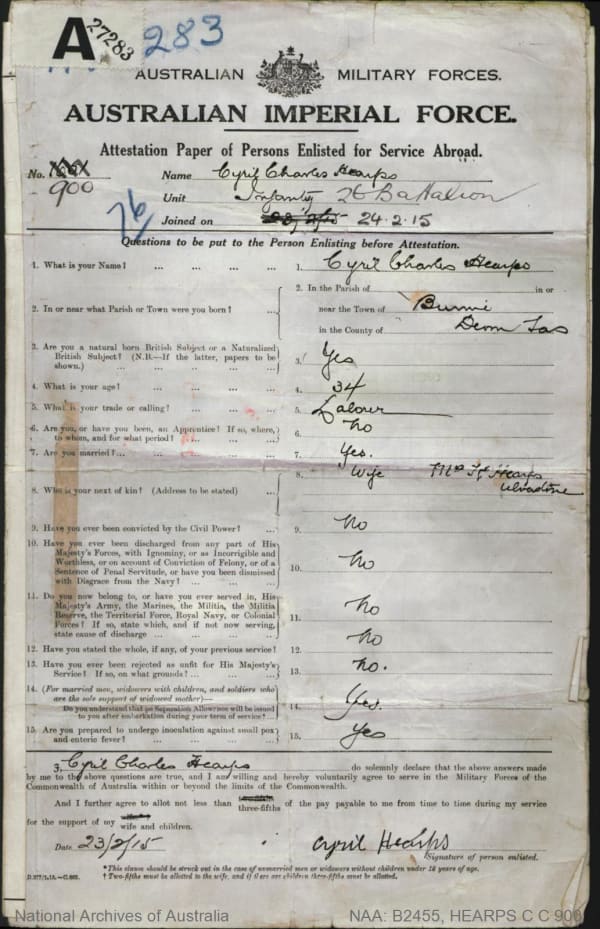 A 27283 283
AUSTRALIAN MILITARY FORCES.
AUSTRALIAN IMPERIAL FORCE.
Attestation Paper of Persons Enlisted for Service Abroad.
No. 900 Name Cyril Charles Hearps
26 Unit Infantry 26 Battalion
Joined on 23/2/15 24.2.15
Questions to be put to the Person Enlisting before Attestation.
1. What is your Name? ... ... ... ... 1. Cyril Charles Hearps
2. In or near what Parish or Town were you born? ... 2. In the Parish of in or
near the Town of Burnie
in the County of Devon Tas
3. Are you a natural born British Subject or a Naturalized
British Subject? (N.B.—If the latter, papers to be
shown.) ... ... ... ... ... 3. Yes
4. What is your age? ... ... ... ... 4. 34
5. What is your trade or calling? ... ... ... 5. Labourer
6. Are you, or have you been, an Apprentice? If so, where,
to whom, and for what period? ... ... ... 6. No
7. Are you married? ... ... ... ... 7. Yes.
8. Who is your next of kin? (Address to be stated) ... 8. Wife Mrs Hearps
Ulvestone
9. Have you ever been convicted by the Civil Power? ... 9. No
10. Have you ever been discharged from any part of His
Majesty's Forces, with Ignominy, or as Incorrigible and
Worthless, or on account of Conviction of Felony, or of a
Sentence of Penal Servitude, or have you been dismissed
with Disgrace from the Navy? ... ... ... 10. No
11. Do you now belong to, or have you ever served in, His
Majesty's Army, the Marines, the Militia, the Militia
Reserve, the Territorial Force, Royal Navy, or Colonial
Forces? If so, state which, and if not now serving,
state cause of discharge ... ... ... 11. No
12. Have you stated the whole, if any, of your previous service? 12. No
13. Have you ever been rejected as unfit for His Majesty's
Service? If so, on what grounds? ... ... ... 13. No.
14. (For married men, widowers with children, and soldiers who
are the sole support of widowed mother)—
Do you understand that no Separation Allowance will be issued
to you after embarkation during your term of service? ... 14. Yes.
15. Are you prepared to undergo inoculation against small pox
and enteric fever? ... ... ... ... 15. Yes
I, Cyril Charles Hearps do solemnly declare that the above answers made
by me to the above questions are true, and I am willing and hereby voluntarily agree to serve in the Military Forces of the
Commonwealth of Australia within or beyond the limits of the Commonwealth.
And I further agree to allot not less than three-fifths of the pay payable to me from time to time during my service
for the support of my wife and children.
Date 23/2/15 Cyril Hearps
Signature of person enlisted.
* This clause should be struck out in the case of unmarried men or widowers without children under 18 years of age.
† Two-fifths must be allotted to the wife, and if there are children three-fifths must be allotted.
National Archives of Australia NAA: B2455, HEARPS C C 900